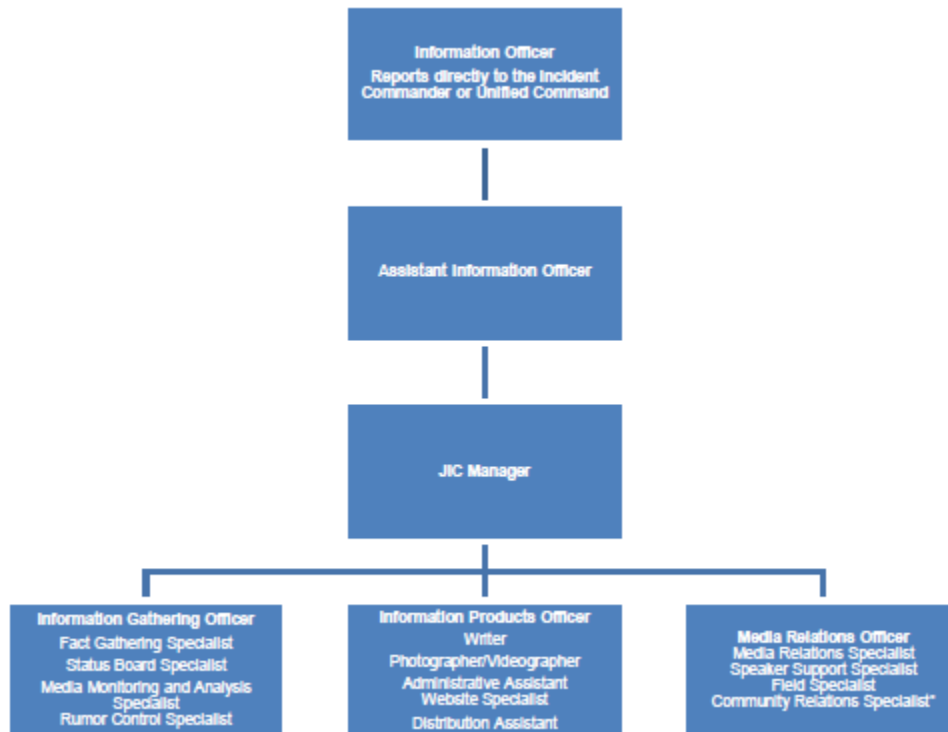 Information Officer
Reports directly to the Incident
Commander or Unified Command
Assistant Information Officer
JIC Manager
Information Gathering Officer
Fact Gathering Specialist
Status Board Specialist
Media Monitoring and Analysis
Specialist
Rumor Control Specialist
Information Products Officer
Writer
Photographer/Videographer
Administrative Assistant
Website Specialist
Distribution Assistant
Media Relations Officer
Media Relations Specialist
Speaker Support Specialist
Field Specialist
Community Relations Specialist*